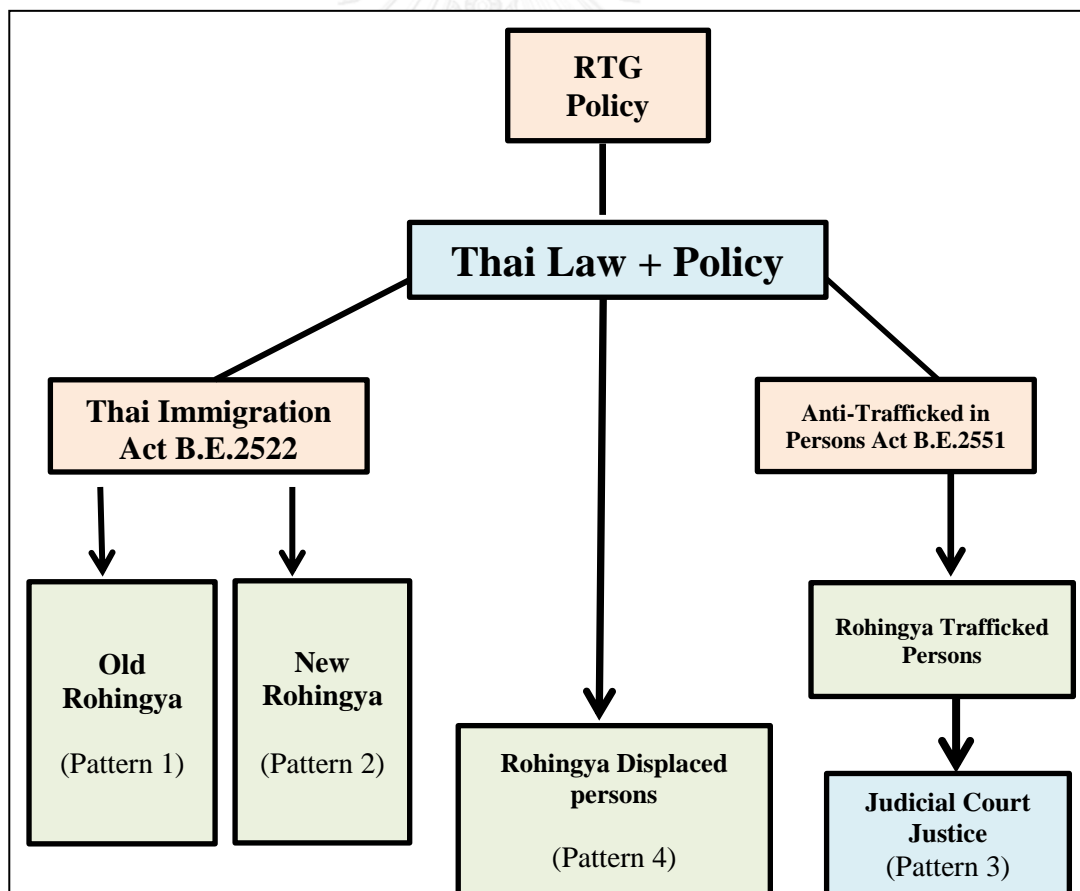 RTG
Policy
Thai Law + Policy
Thai Immigration
Act B.E.2522
Anti-Trafficked in
Persons Act B.E.2551
Old
Rohingya
(Pattern 1)
New
Rohingya
(Pattern 2)
Rohingya Displaced
persons
(Pattern 4)
Rohingya Trafficked
Persons
Judicial Court
Justice
(Pattern 3)